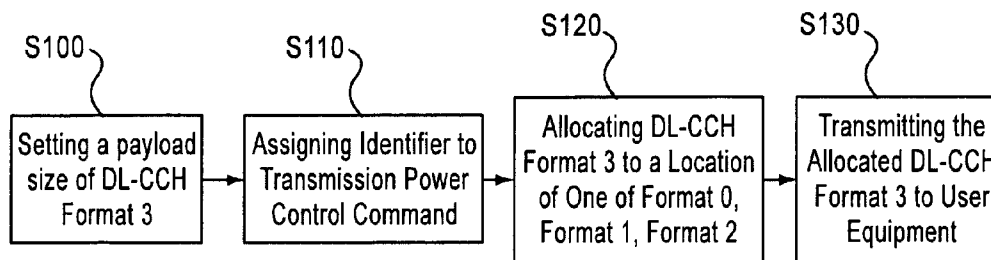 S100
S110
S120
S130
Setting a payload
size of DL-CCH
Format 3
Assigning Identifier to
Transmission Power
Control Command
Allocating DL-CCH
Format 3 to a Location
of One of Format 0,
Format 1, Format 2
Transmitting the
Allocated DL-CCH
Format 3 to User
Equipment